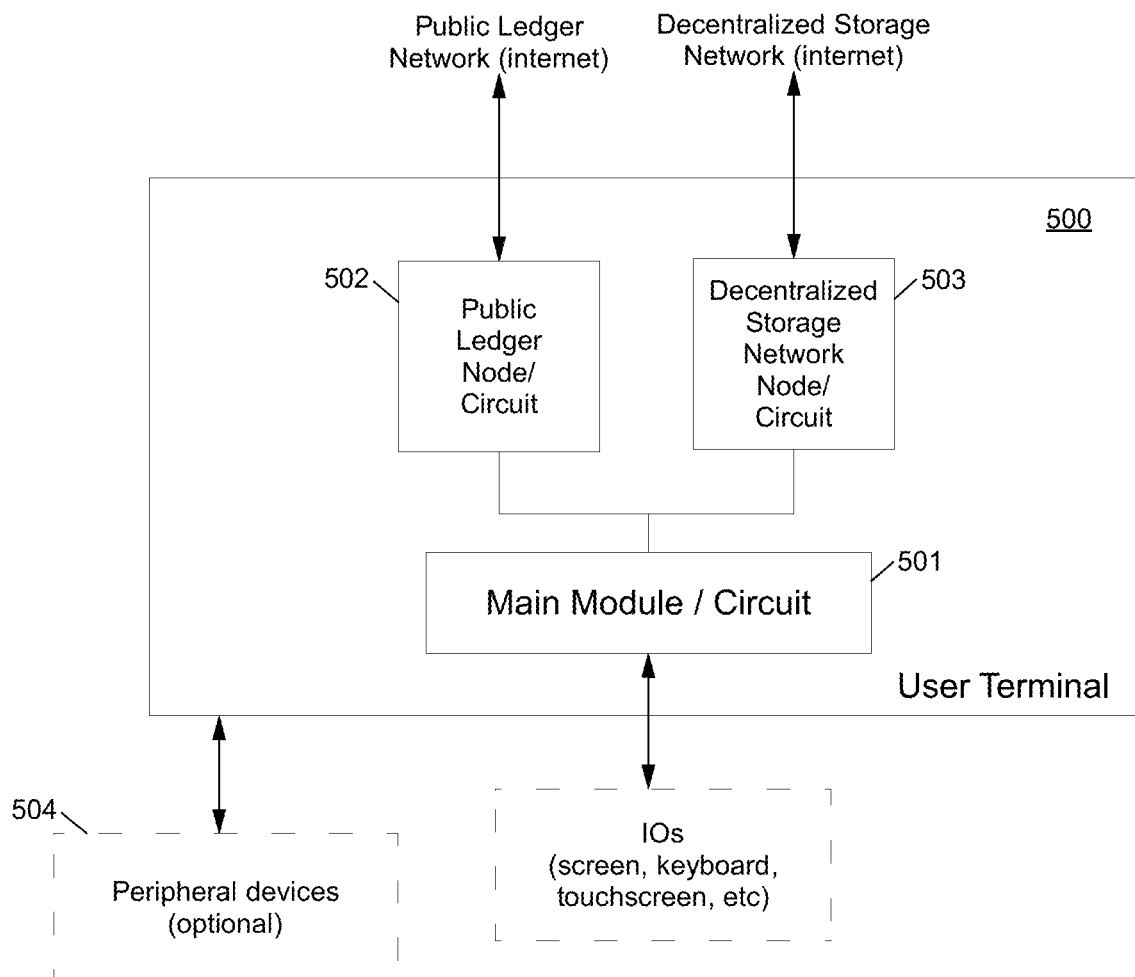 Public Ledger
Network (internet)
Decentralized Storage
Network (internet)
500
502
Public
Ledger
Node/
Circuit
503
Decentralized
Storage
Network
Node/
Circuit
501
Main Module / Circuit
User Terminal
504
Peripheral devices
(optional)
IOs
(screen, keyboard,
touchscreen, etc)